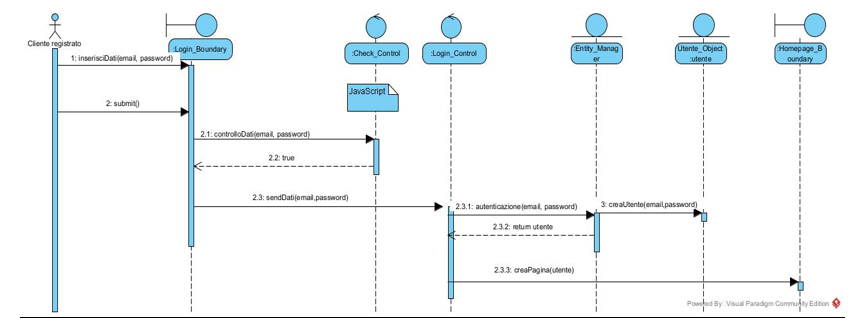 Cliente registrato
:Login_Boundary
:Check_Control
:Login_Control
:Entity_Manag
er
Utente_Object
:utente
:Homepage_B
oundary
1: inserisciDati(email, password)
JavaScript
2: submit()
2.1: controlloDati(email, password)
2.2: true
2.3: sendDati(email,password)
2.3.1: autenticazione(email, password)
3: creaUtente(email,password)
2.3.2: return utente
2.3.3: creaPagina(utente)
Powered By: Visual Paradigm Community Edition